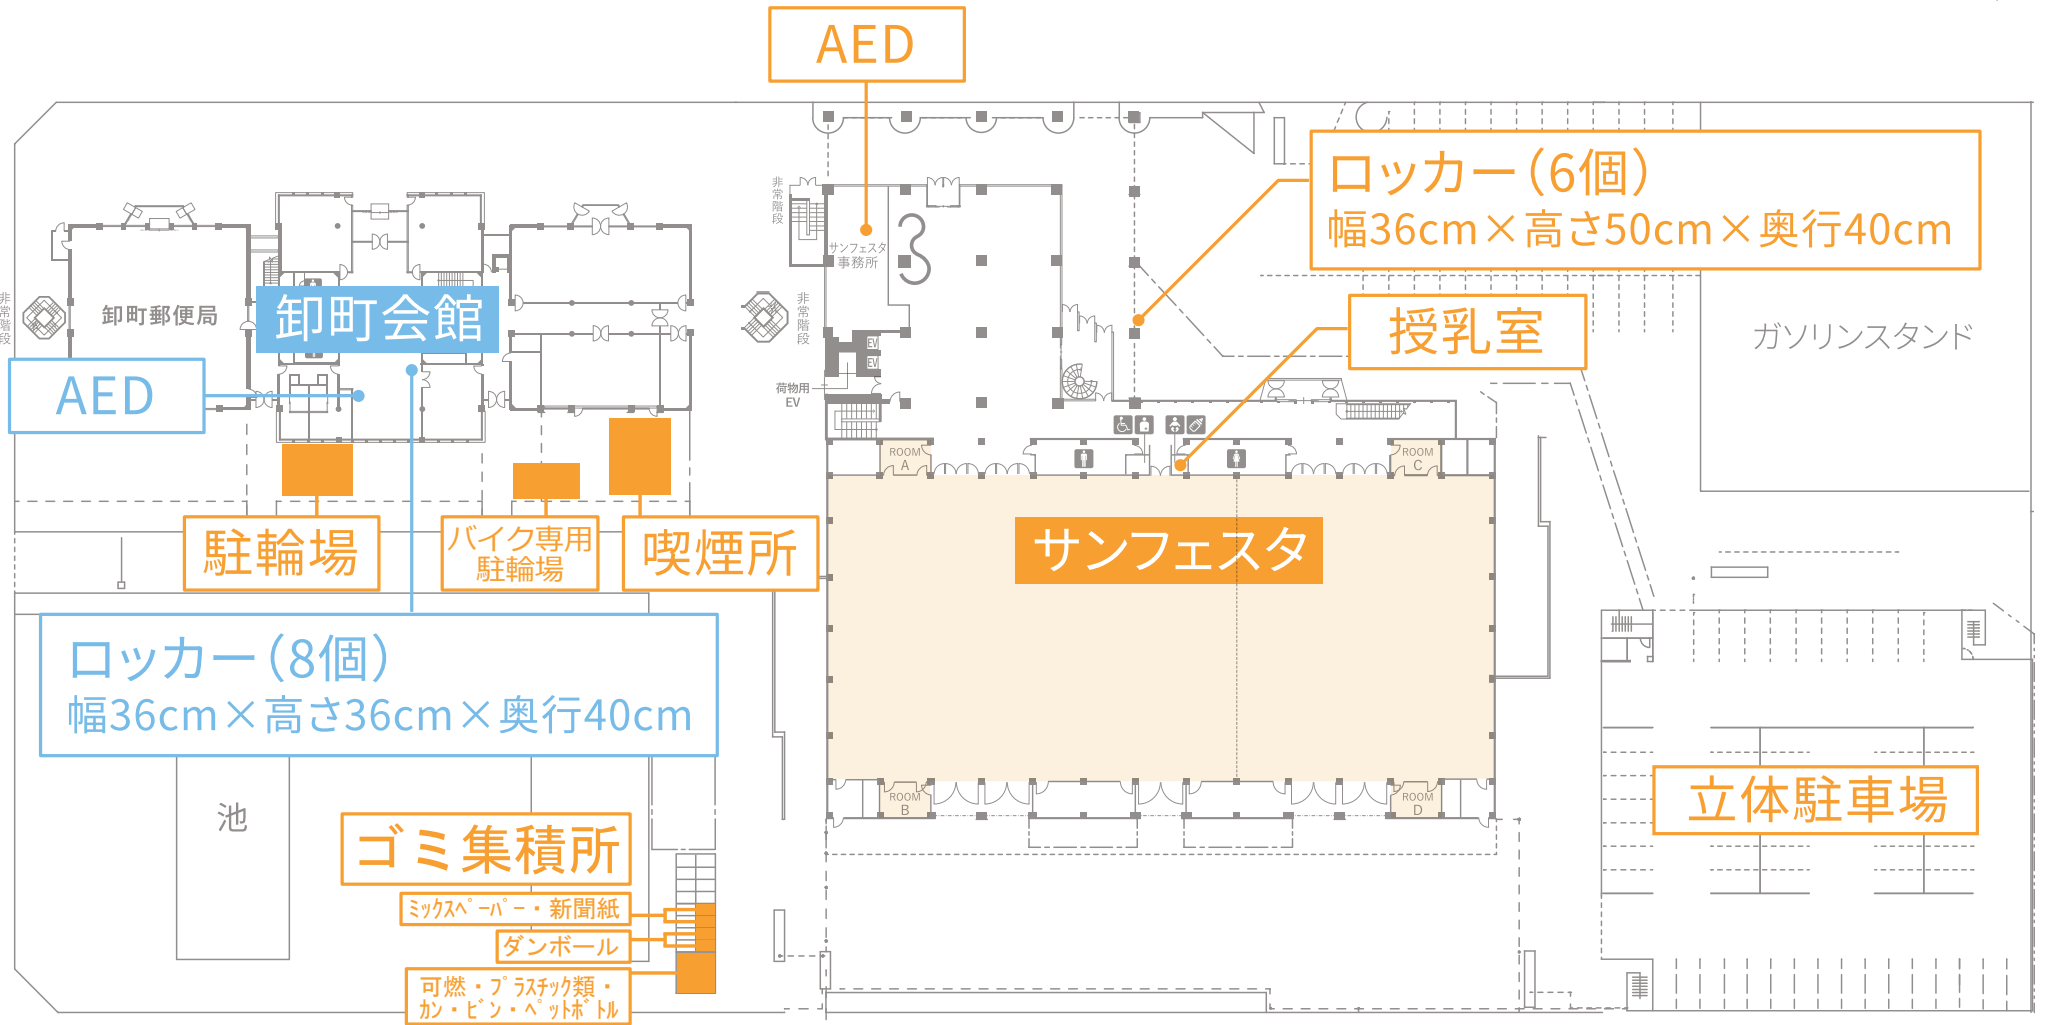 AED
ロッカー（6個）
幅36cm×高さ50cm×奥行40cm
非常階段
サンフェスタ
事務所
卸町郵便局
卸町会館
非常階段
非常階段
EV
EV
荷物用
EV
授乳室
ガソリンスタンド
AED
ROOM
A
ROOM
C
駐輪場
バイク専用
駐輪場
喫煙所
サンフェスタ
ロッカー（8個）
幅36cm×高さ36cm×奥行40cm
池
ROOM
B
ROOM
D
立体駐車場
ゴミ集積所
ミックスペーパー・新聞紙
ダンボール
可燃・プラスチック類・
カン・ビン・ペットボトル